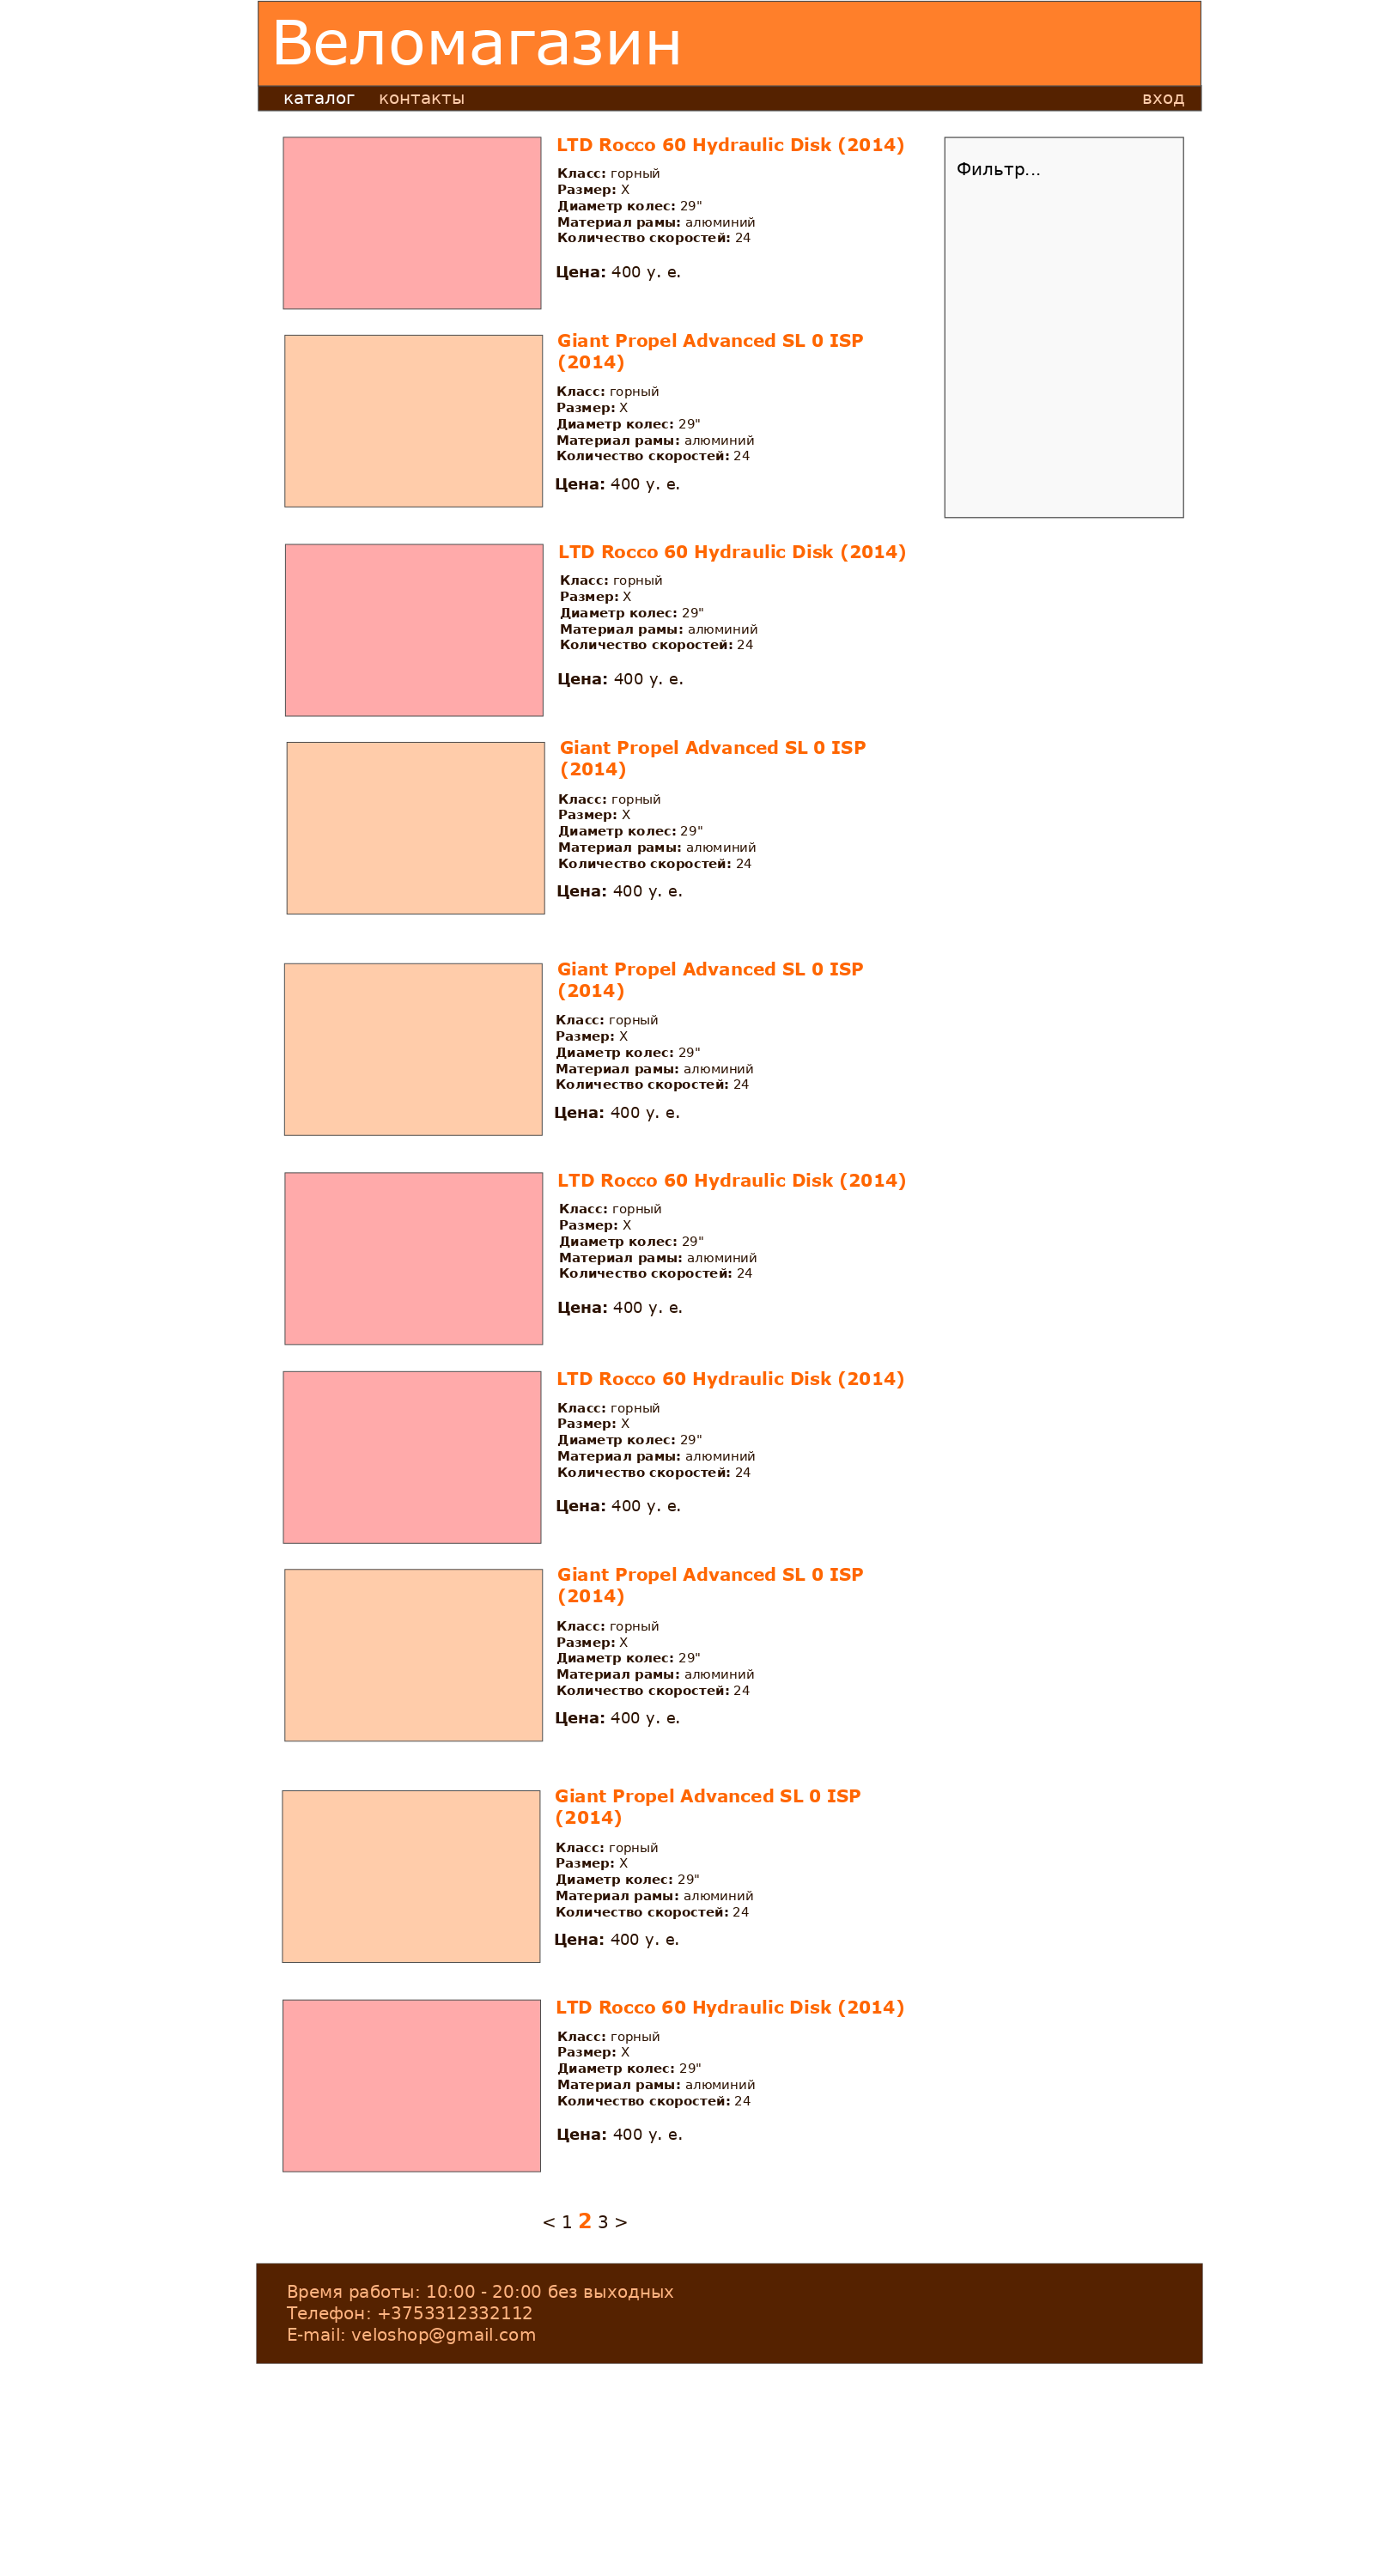 Веломагазин
каталог контакты вход
LTD Rocco 60 Hydraulic Disk (2014)
Класс: горный
Размер: X
Диаметр колес: 29"
Материал рамы: алюминий
Количество скоростей: 24
Цена: 400 у. е.
Фильтр...
Giant Propel Advanced SL 0 ISP
(2014)
Класс: горный
Размер: X
Диаметр колес: 29"
Материал рамы: алюминий
Количество скоростей: 24
Цена: 400 у. е.
LTD Rocco 60 Hydraulic Disk (2014)
Класс: горный
Размер: X
Диаметр колес: 29"
Материал рамы: алюминий
Количество скоростей: 24
Цена: 400 у. е.
Giant Propel Advanced SL 0 ISP
(2014)
Класс: горный
Размер: X
Диаметр колес: 29"
Материал рамы: алюминий
Количество скоростей: 24
Цена: 400 у. е.
Giant Propel Advanced SL 0 ISP
(2014)
Класс: горный
Размер: X
Диаметр колес: 29"
Материал рамы: алюминий
Количество скоростей: 24
Цена: 400 у. е.
LTD Rocco 60 Hydraulic Disk (2014)
Класс: горный
Размер: X
Диаметр колес: 29"
Материал рамы: алюминий
Количество скоростей: 24
Цена: 400 у. е.
LTD Rocco 60 Hydraulic Disk (2014)
Класс: горный
Размер: X
Диаметр колес: 29"
Материал рамы: алюминий
Количество скоростей: 24
Цена: 400 у. е.
Giant Propel Advanced SL 0 ISP
(2014)
Класс: горный
Размер: X
Диаметр колес: 29"
Материал рамы: алюминий
Количество скоростей: 24
Цена: 400 у. е.
Giant Propel Advanced SL 0 ISP
(2014)
Класс: горный
Размер: X
Диаметр колес: 29"
Материал рамы: алюминий
Количество скоростей: 24
Цена: 400 у. е.
LTD Rocco 60 Hydraulic Disk (2014)
Класс: горный
Размер: X
Диаметр колес: 29"
Материал рамы: алюминий
Количество скоростей: 24
Цена: 400 у. е.
< 1 2 3 >
Время работы: 10:00 - 20:00 без выходных
Телефон: +3753312332112
E-mail: veloshop@gmail.com